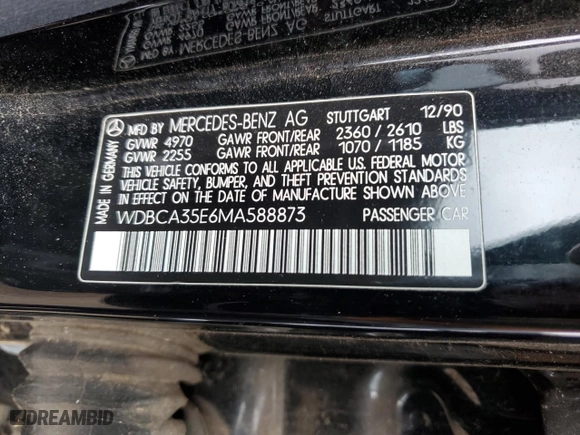 MFD BY MERCEDES-BENZ AG STUTTGART 12/90
GVWR 4970 GAWR FRONT/REAR 2360 / 2610 LBS
GVWR 2255 GAWR FRONT/REAR 1070 / 1185 KG
THIS VEHICLE CONFORMS TO ALL APPLICABLE U.S. FEDERAL MOTOR
VEHICLE SAFETY, BUMPER, AND THEFT PREVENTION STANDARDS
IN EFFECT ON THE DATE OF MANUFACTURE SHOWN ABOVE.
WDBCA35E6MA588873 PASSENGER CAR
MADE IN GERMANY
DREAMBID